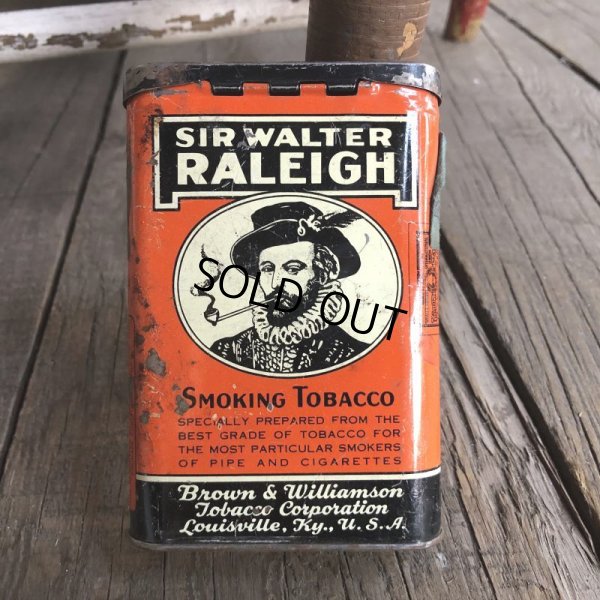 SIR WALTER
RALEIGH
SOLD OUT
SMOKING TOBACCO
SPECIALLY PREPARED FROM THE
BEST GRADE OF TOBACCO FOR
THE MOST PARTICULAR SMOKERS
OF PIPE AND CIGARETTES
Brown & Williamson
Tobacco Corporation
Louisville, Ky., U. S. A.